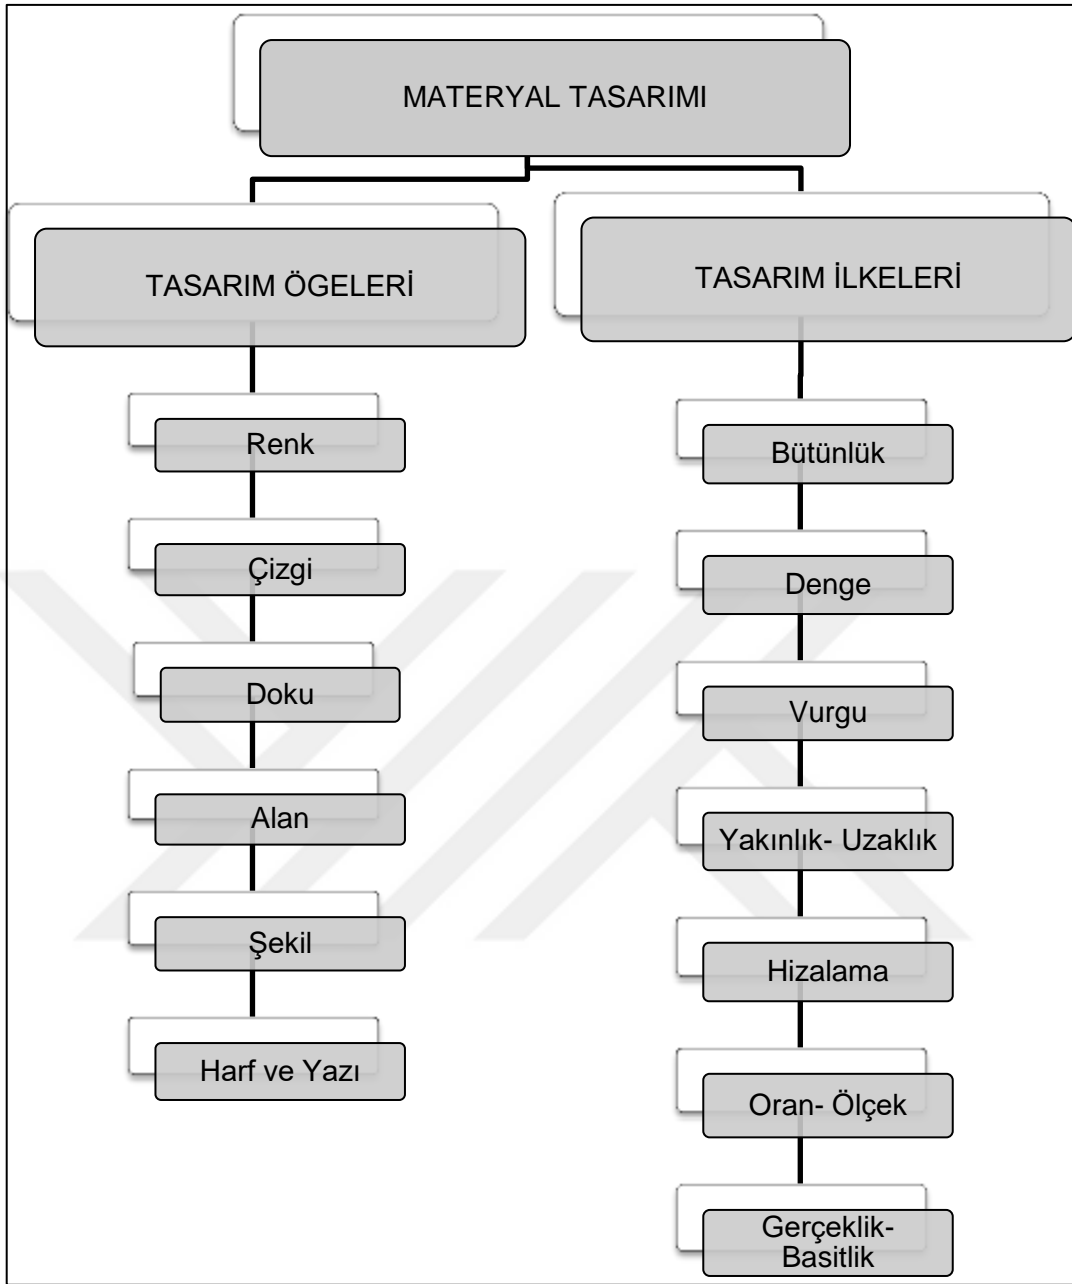 MATERYAL TASARIMI
TASARIM ÖGELERİ
Renk
Çizgi
Doku
Alan
Şekil
Harf ve Yazı
TASARIM İLKELERİ
Bütünlük
Denge
Vurgu
Yakınlık- Uzaklık
Hizalama
Oran- Ölçek
Gerçeklik-
Basitlik